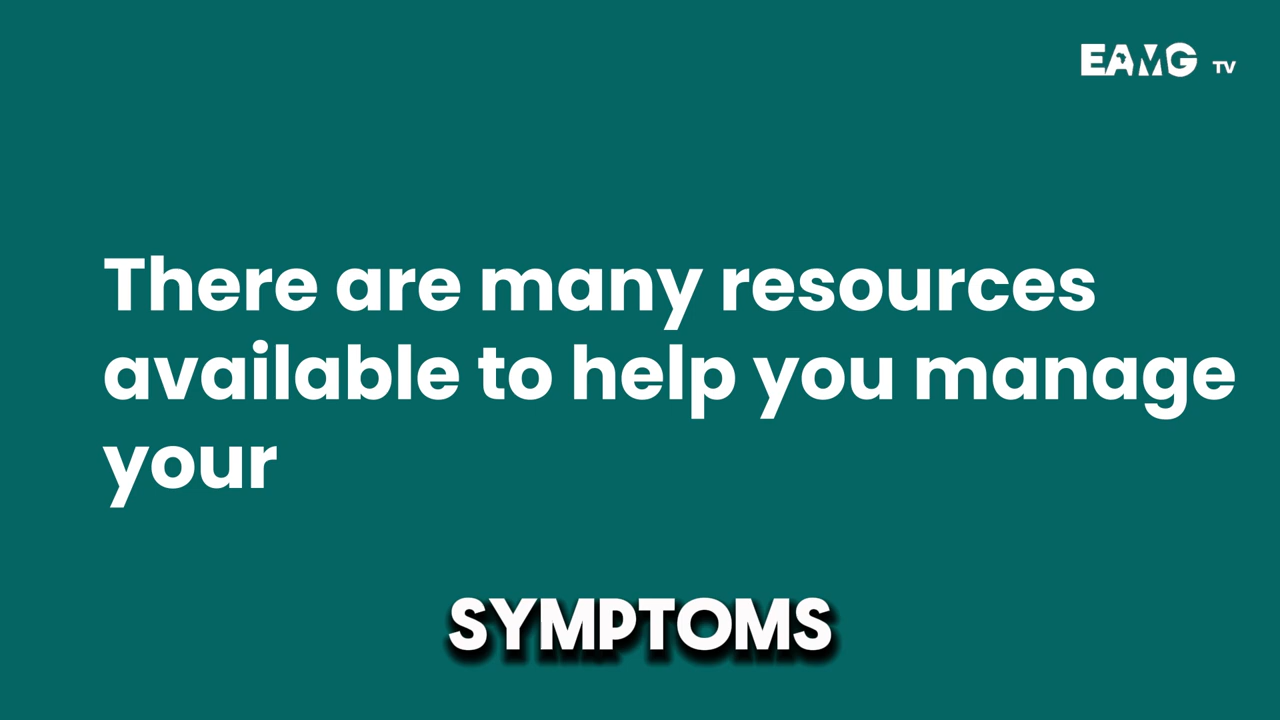 EAMG TV
There are many resources
available to help you manage
your
SYMPTOMS